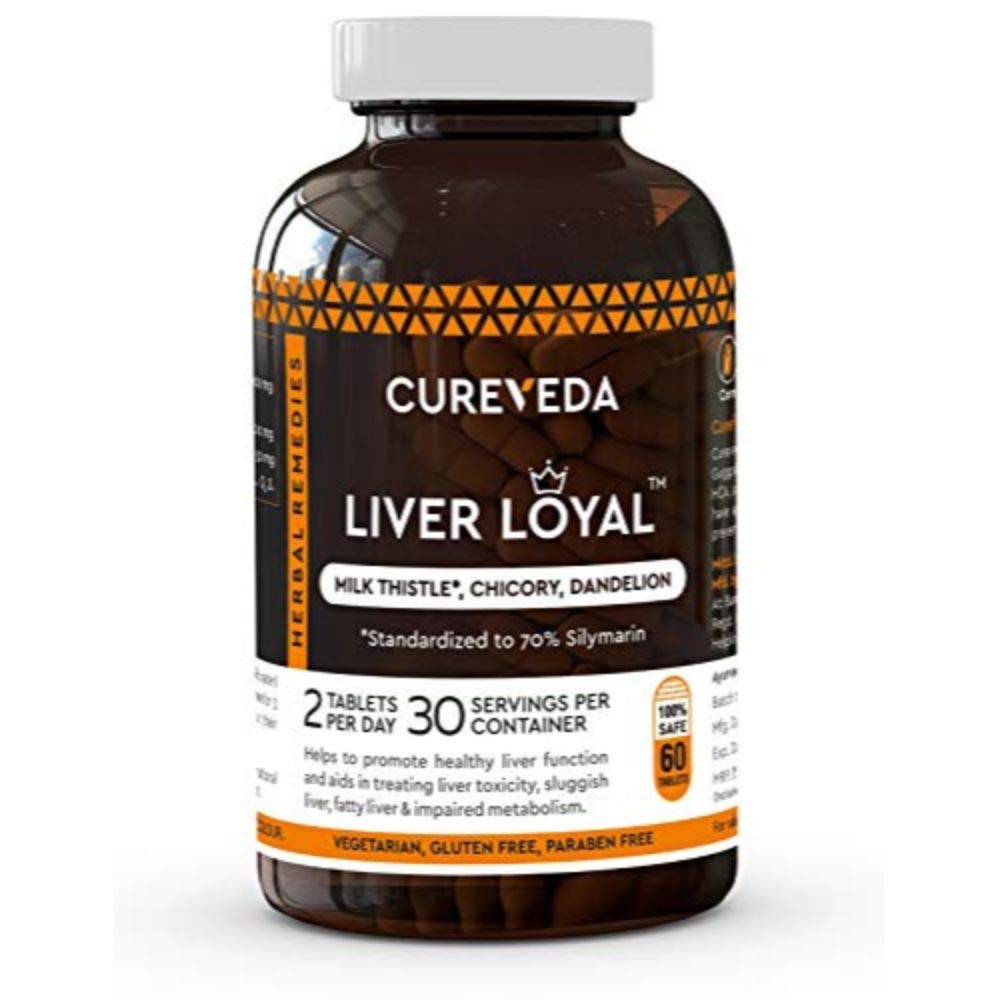 CUREVEDA
LIVER LOYAL™
MILK THISTLE*, CHICORY, DANDELION
*Standardized to 70% Silymarin
HERBAL REMEDIES
2 TABLETS PER DAY 30 SERVINGS PER CONTAINER
100%
SAFE
60
TABLETS
Helps to promote healthy liver function
and aids in treating liver toxicity, sluggish
liver, fatty liver & impaired metabolism.
VEGETARIAN, GLUTEN FREE, PARABEN FREE